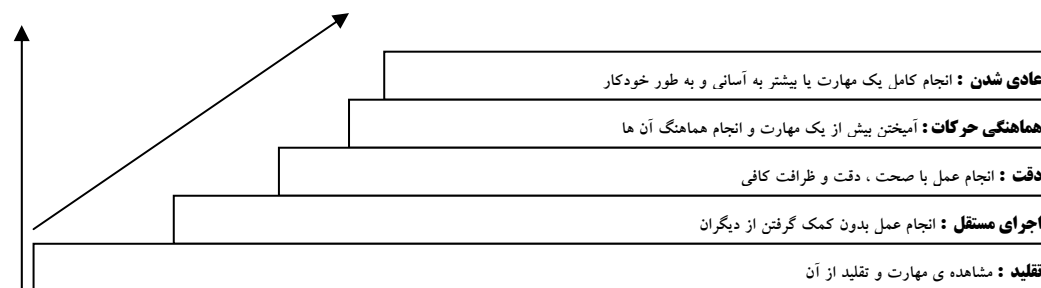 عادی شدن : انجام کامل یک مهارت یا بیشتر به آسانی و به طور خودکار
هماهنگی حرکات : آمیختن بیش از یک مهارت و انجام هماهنگ آن ها
دقت : انجام عمل با صحت ، دقت و ظرافت کافی
اجرای مستقل : انجام عمل بدون کمک گرفتن از دیگران
تقلید : مشاهده ی مهارت و تقلید از آن